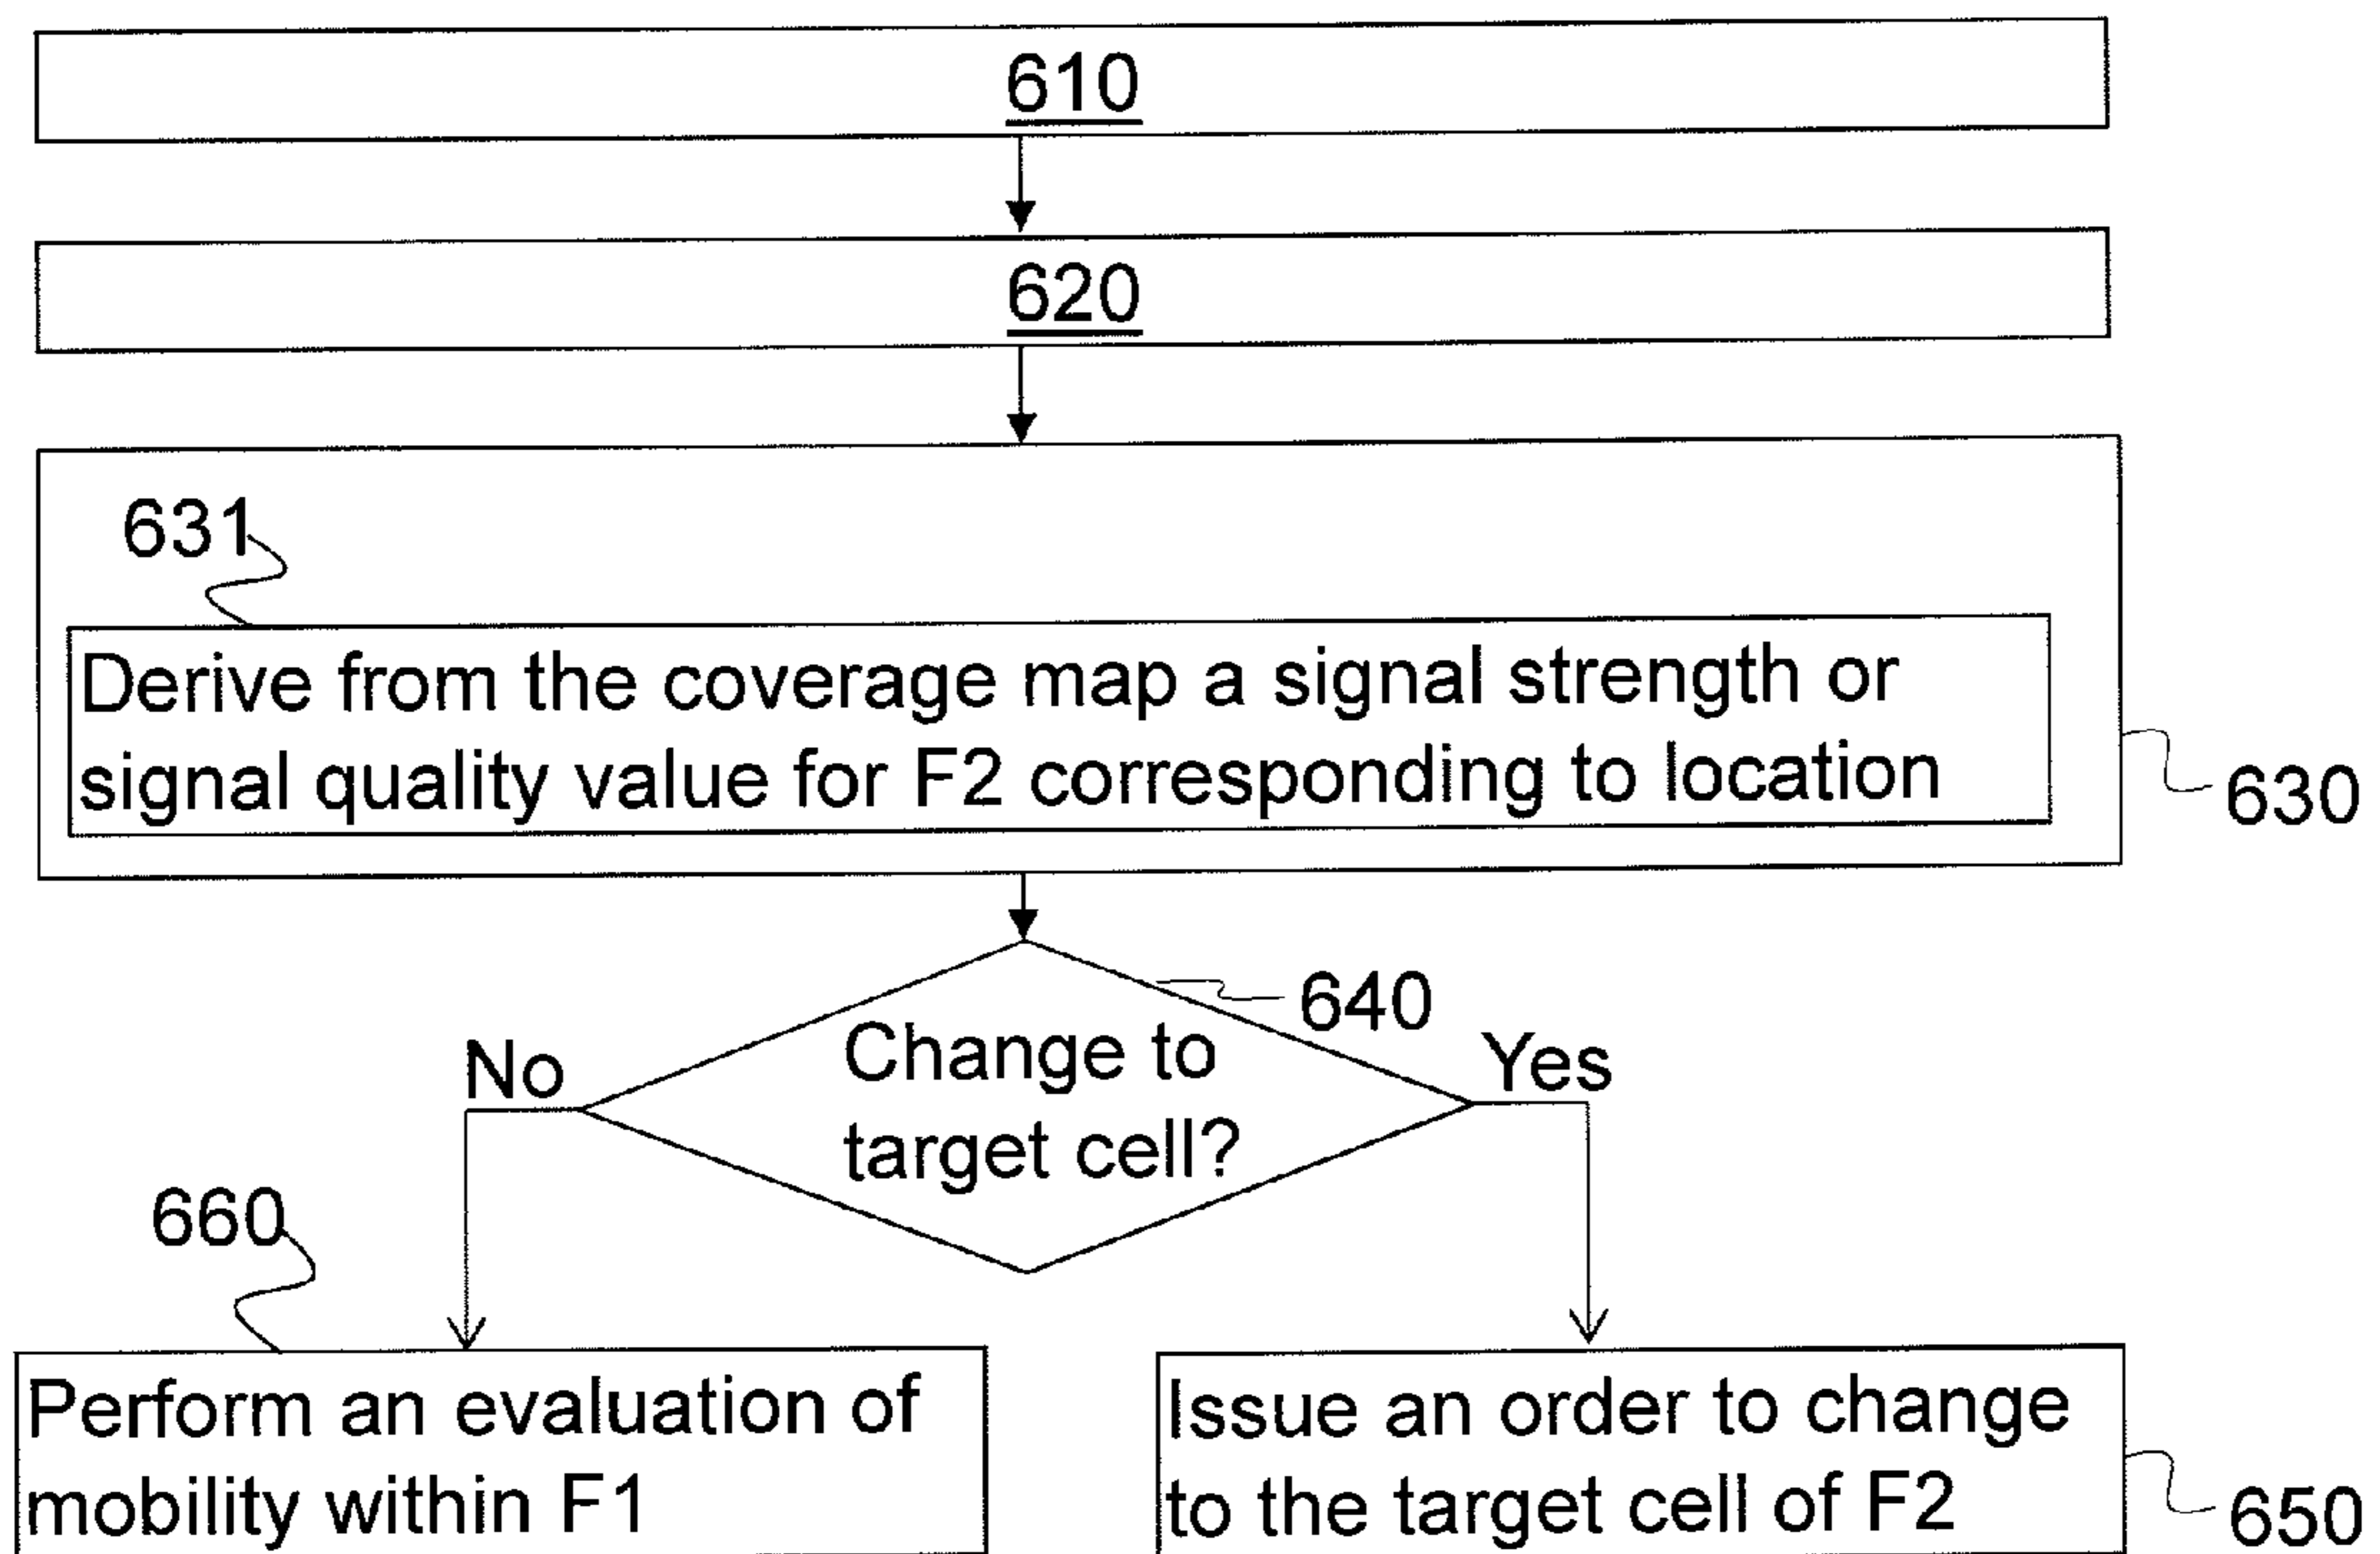 610
620
631
Derive from the coverage map a signal strength or
signal quality value for F2 corresponding to location
630
640
Change to
target cell?
No
Yes
660
Perform an evaluation of
mobility within F1
Issue an order to change
to the target cell of F2
650